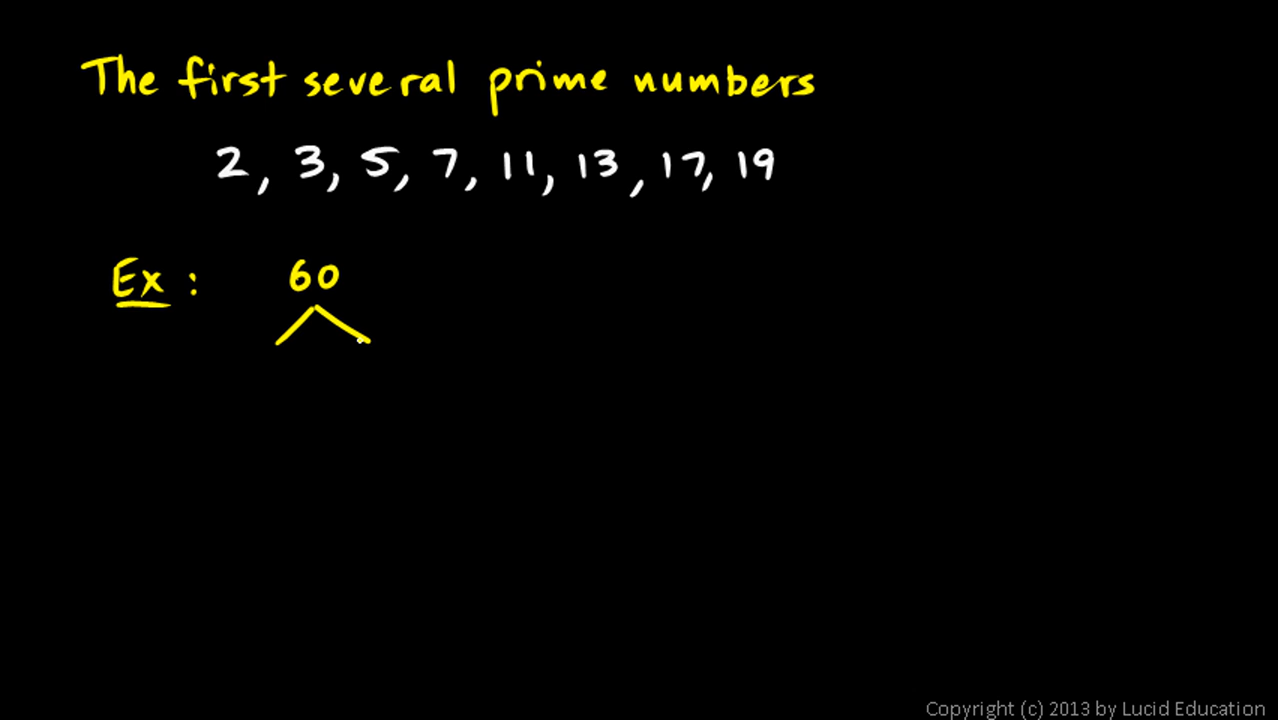 The first several prime numbers
2, 3, 5, 7, 11, 13, 17, 19
Ex: 60
Copyright (c) 2013 by Lucid Education